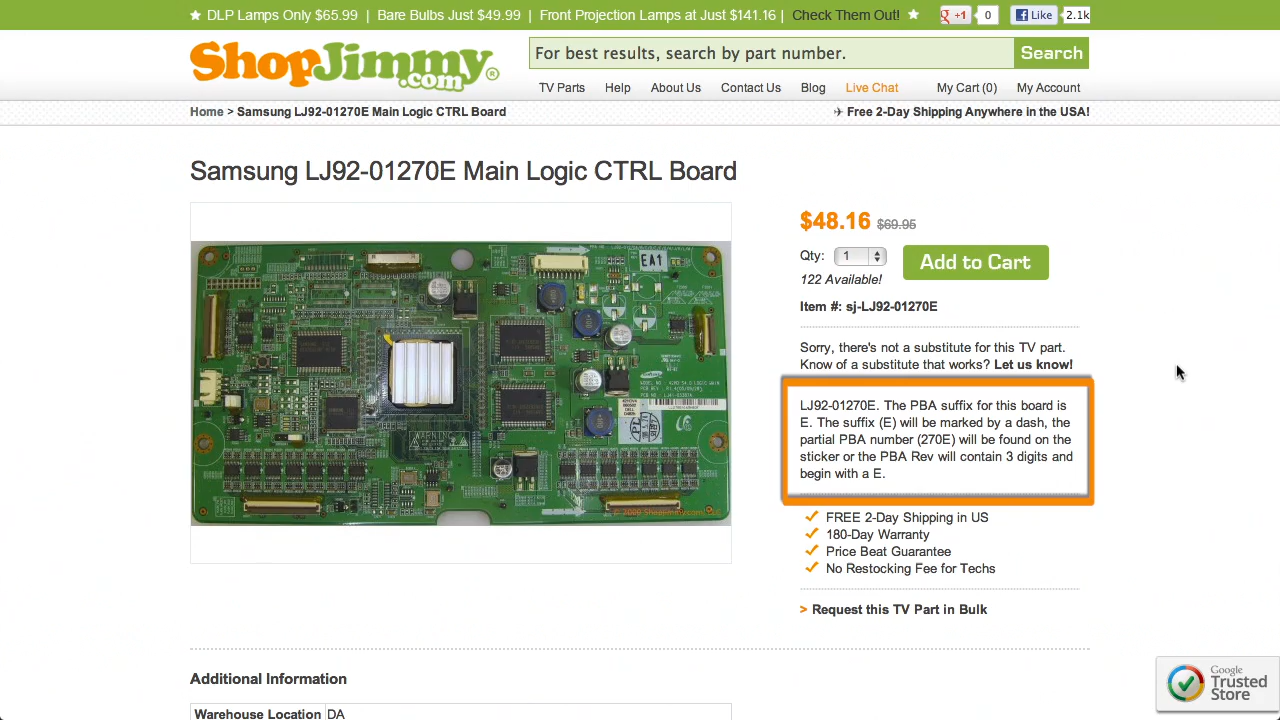 ★ DLP Lamps Only $65.99 | Bare Bulbs Just $49.99 | Front Projection Lamps at Just $141.16 | Check Them Out! ★ g +1 0 f Like 2.1k
ShopJimmy.com®
For best results, search by part number. Search
TV Parts Help About Us Contact Us Blog Live Chat My Cart (0) My Account
Home > Samsung LJ92-01270E Main Logic CTRL Board ✈ Free 2-Day Shipping Anywhere in the USA!
Samsung LJ92-01270E Main Logic CTRL Board
EA1
SAMSUNG
WARNING
© 2009 ShopJimmy.com LLC
$48.16 $69.95
Qty: 1 Add to Cart
122 Available!
Item #: sj-LJ92-01270E
Sorry, there's not a substitute for this TV part.
Know of a substitute that works? Let us know!
LJ92-01270E. The PBA suffix for this board is
E. The suffix (E) will be marked by a dash, the
partial PBA number (270E) will be found on the
sticker or the PBA Rev will contain 3 digits and
begin with a E.
FREE 2-Day Shipping in US
180-Day Warranty
Price Beat Guarantee
No Restocking Fee for Techs
> Request this TV Part in Bulk
Additional Information
Warehouse Location DA
Google
Trusted
Store